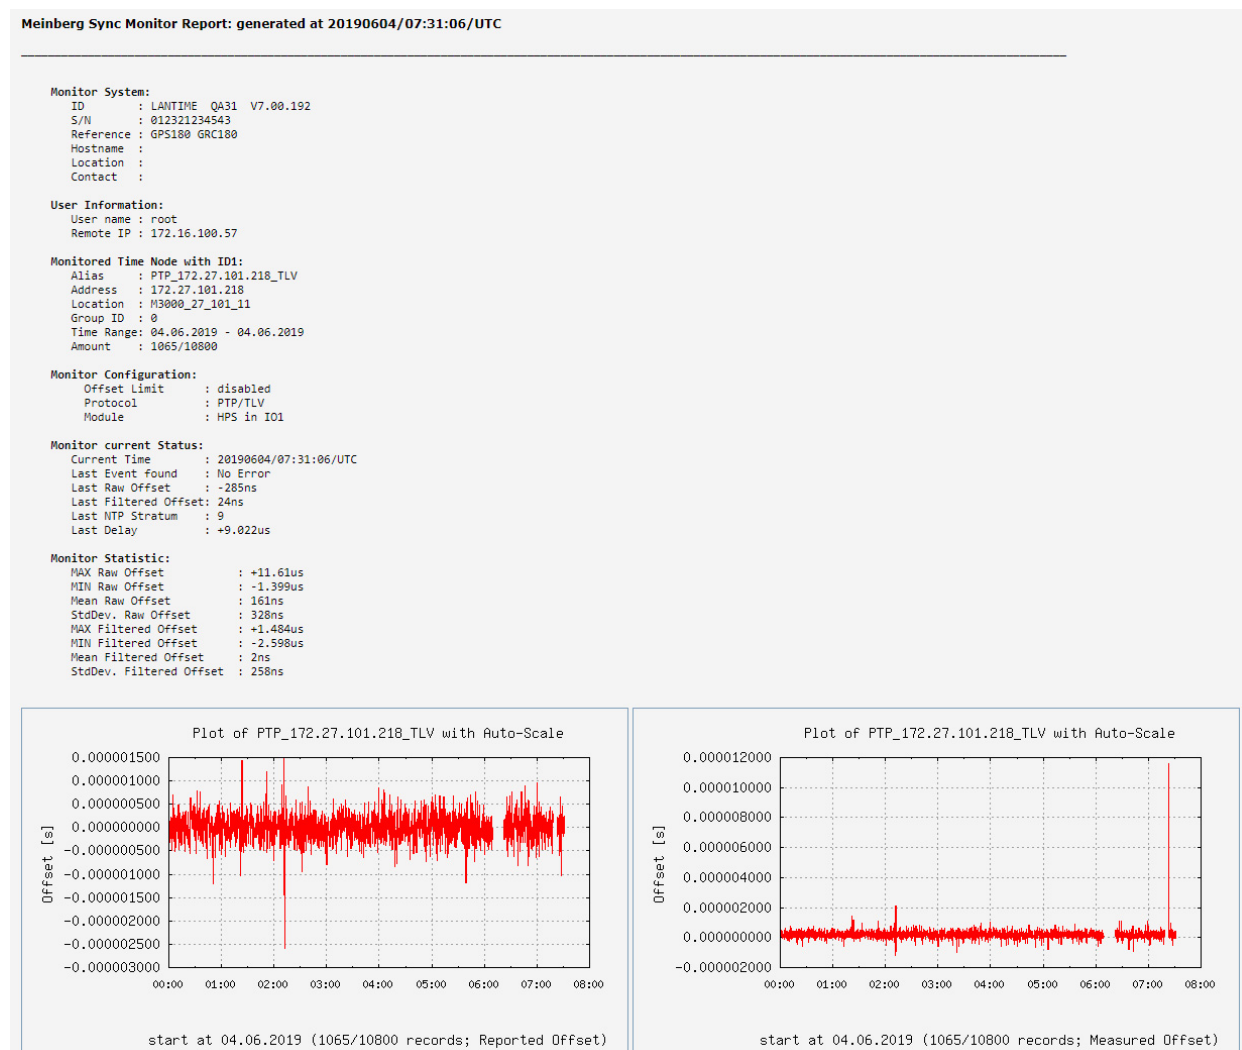 Meinberg Sync Monitor Report: generated at 20190604/07:31:06/UTC
Monitor System:
ID : LANTIME QA31 V7.00.192
S/N : 012321234543
Reference : GPS180 GRC180
Hostname :
Location :
Contact :
User Information:
User name : root
Remote IP : 172.16.100.57
Monitored Time Node with ID1:
Alias : PTP_172.27.101.218_TLV
Address : 172.27.101.218
Location : M3000_27_101_11
Group ID : 0
Time Range: 04.06.2019 - 04.06.2019
Amount : 1065/10800
Monitor Configuration:
Offset Limit : disabled
Protocol : PTP/TLV
Module : HPS in IO1
Monitor current Status:
Current Time : 20190604/07:31:06/UTC
Last Event found : No Error
Last Raw Offset : -285ns
Last Filtered Offset: 24ns
Last NTP Stratum : 9
Last Delay : +9.022us
Monitor Statistic:
MAX Raw Offset : +11.61us
MIN Raw Offset : -1.399us
Mean Raw Offset : 161ns
StdDev. Raw Offset : 328ns
MAX Filtered Offset : +1.484us
MIN Filtered Offset : -2.598us
Mean Filtered Offset : 2ns
StdDev. Filtered Offset : 258ns
Plot of PTP_172.27.101.218_TLV with Auto-Scale
0.000001500
0.000001000
0.000000500
0.000000000
-0.000000500
-0.000001000
-0.000001500
-0.000002000
-0.000002500
-0.000003000
Offset [s]
00:00 01:00 02:00 03:00 04:00 05:00 06:00 07:00 08:00
start at 04.06.2019 (1065/10800 records; Reported Offset)
Plot of PTP_172.27.101.218_TLV with Auto-Scale
0.000012000
0.000010000
0.000008000
0.000006000
0.000004000
0.000002000
0.000000000
-0.000002000
Offset [s]
00:00 01:00 02:00 03:00 04:00 05:00 06:00 07:00 08:00
start at 04.06.2019 (1065/10800 records; Measured Offset)